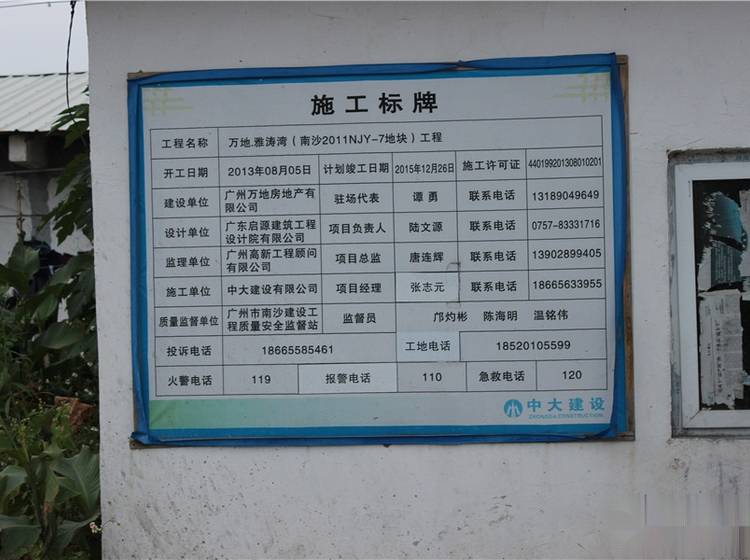 施工标牌
工程名称 万地.雅涛湾（南沙2011NJY-7地块）工程
开工日期 2013年08月05日 计划竣工日期 2015年12月26日 施工许可证 440199201308010201
建设单位 广州万地房地产有限公司 驻场代表 谭勇 联系电话 13189049649
设计单位 广东启源建筑工程设计院有限公司 项目负责人 陆文源 联系电话 0757-83331716
监理单位 广州高新工程顾问有限公司 项目总监 唐连辉 联系电话 13902899405
施工单位 中大建设有限公司 项目经理 张志元 联系电话 18665633955
质量监督单位 广州市南沙建设工程质量安全监督站 监督员 邝灼彬 陈海明 温铭伟
投诉电话 18665585461 工地电话 18520105599
火警电话 119 报警电话 110 急救电话 120
中大建设
ZHONGDA CONSTRUCTION